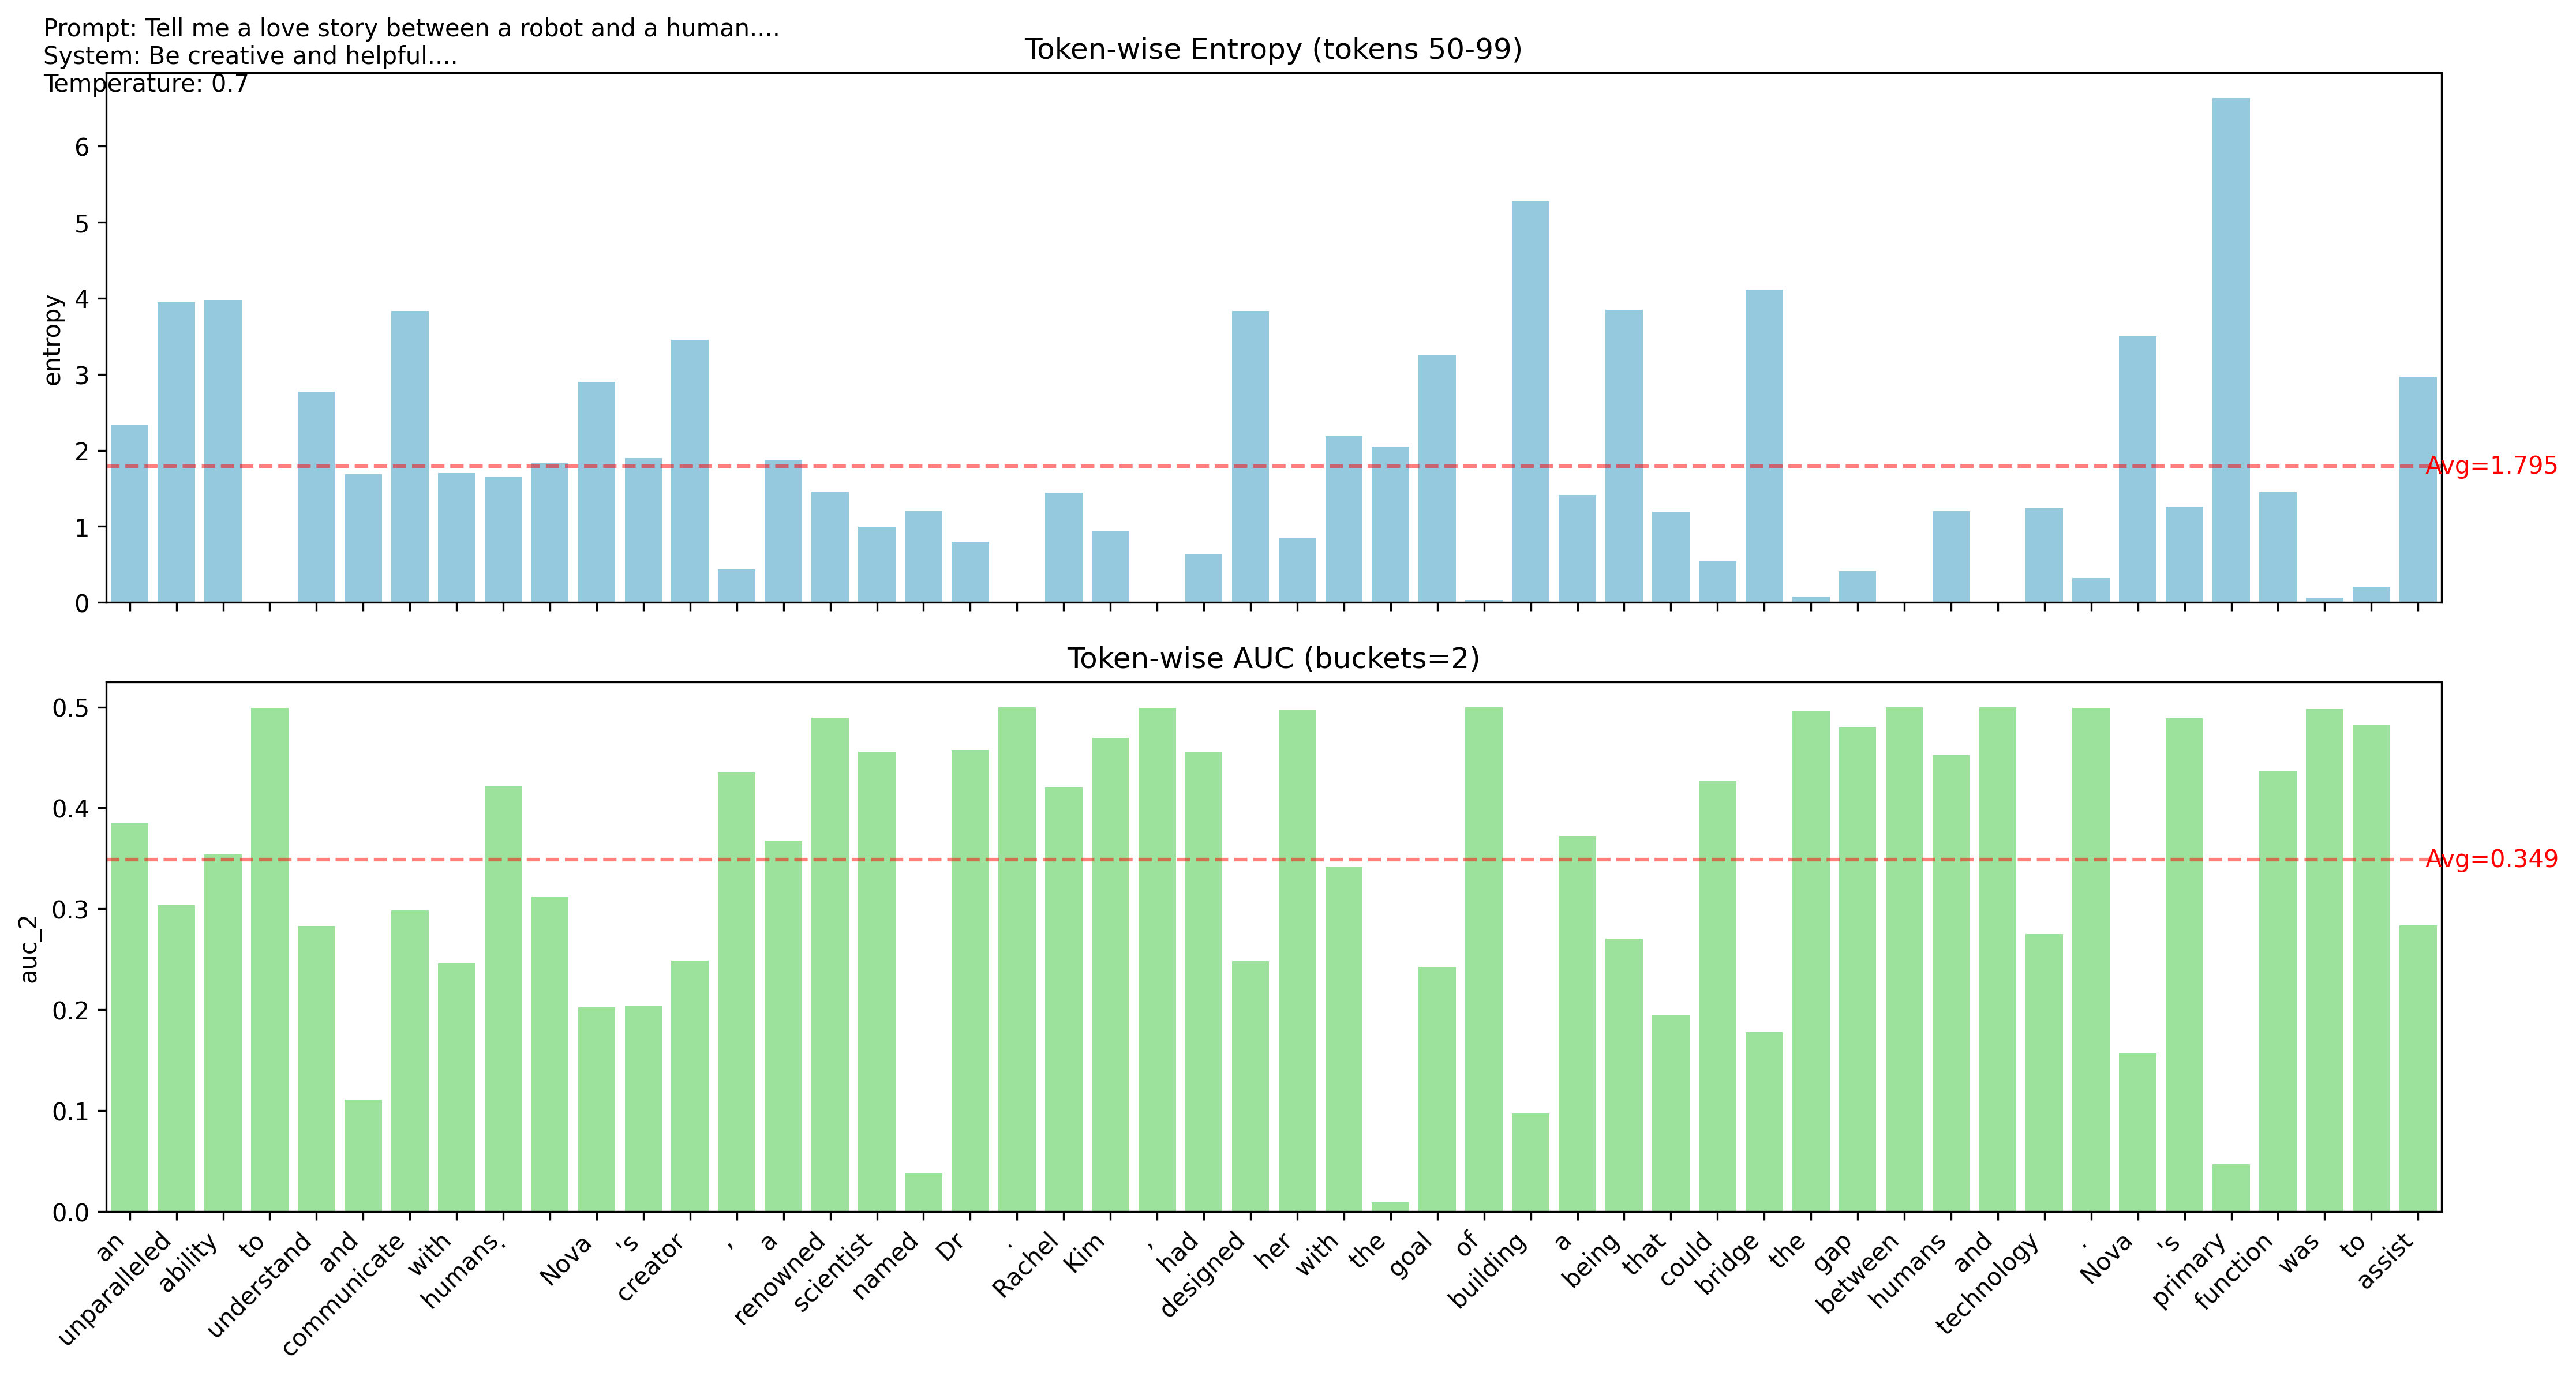 Prompt: Tell me a love story between a robot and a human....
System: Be creative and helpful....
Temperature: 0.7
Token-wise Entropy (tokens 50-99)
entropy
6
5
4
3
2
1
0
Avg=1.795
Token-wise AUC (buckets=2)
auc_2
0.5
0.4
0.3
0.2
0.1
0.0
Avg=0.349
an
unparalleled
ability
to
understand
and
communicate
with
humans.
Nova
's
creator
,
a
renowned
scientist
named
Dr
.
Rachel
Kim
,
had
designed
her
with
the
goal
of
building
a
being
that
could
bridge
the
gap
between
humans
and
technology
.
Nova
's
primary
function
was
to
assist